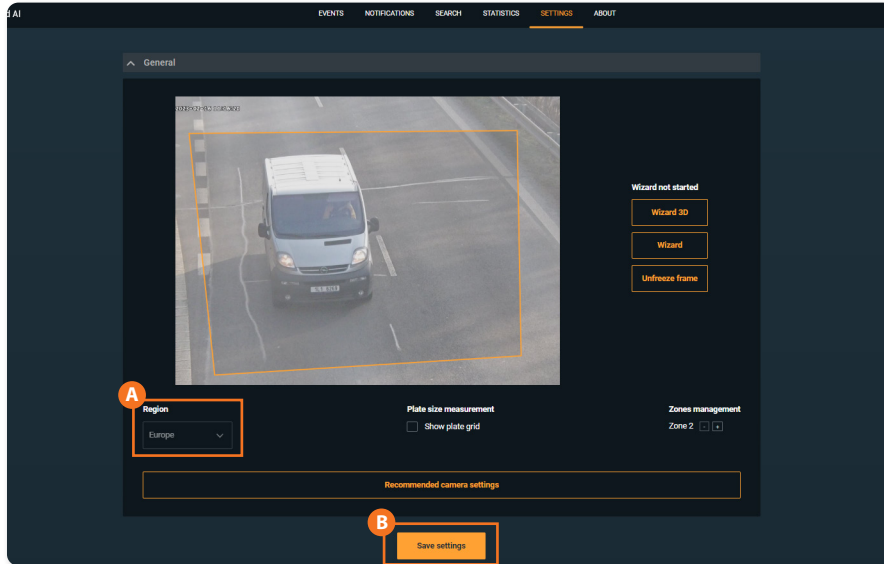 d AI
EVENTS NOTIFICATIONS SEARCH STATISTICS SETTINGS ABOUT
General
Wizard not started
Wizard 3D
Wizard
Unfreeze frame
A
Region
Europe
Plate size measurement
Show plate grid
Zones management
Zone 2 - +
Recommended camera settings
B
Save settings